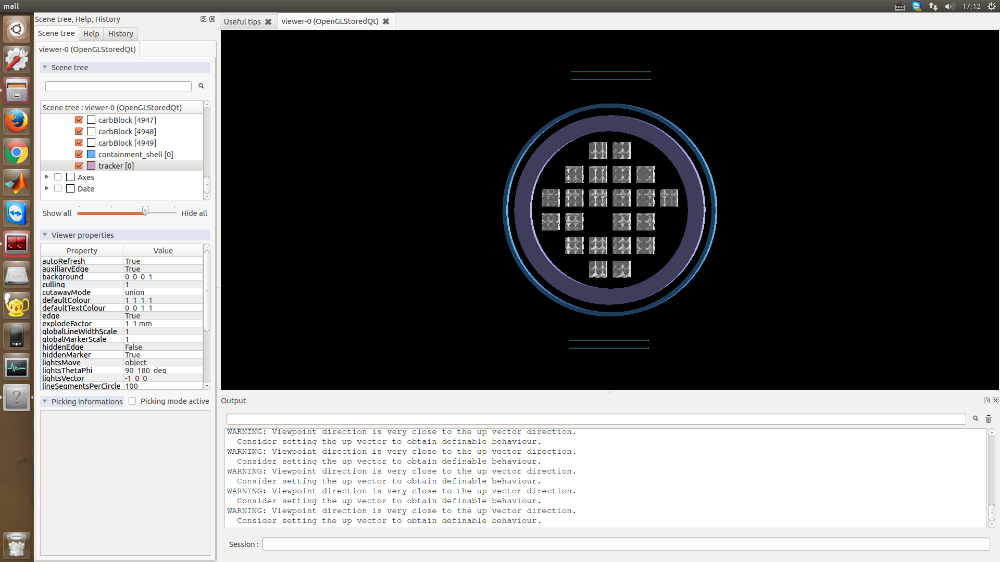 mall
17:12
Scene tree, Help, History
Scene tree
Help
History
viewer-0 (OpenGLStoredQt)
Scene tree
Scene tree : viewer-0 (OpenGLStoredQt)
carbBlock [4947]
carbBlock [4948]
carbBlock [4949]
containment_shell [0]
tracker [0]
Axes
Date
Show all
Hide all
Viewer properties
Property Value
autoRefresh True
auxiliaryEdge True
background 0 0 0 1
culling 1
cutawayMode union
defaultColour 1 1 1 1
defaultTextColour 0 0 1 1
edge True
explodeFactor 1 1 mm
globalLineWidthScale 1
globalMarkerScale 1
hiddenEdge False
hiddenMarker True
lightsMove object
lightsThetaPhi 90 180 deg
lightsVector -1 0 0
lineSegmentsPerCircle 100
Picking informations
Picking mode active
Useful tips
viewer-0 (OpenGLStoredQt)
Output
WARNING: Viewpoint direction is very close to the up vector direction.
Consider setting the up vector to obtain definable behaviour.
WARNING: Viewpoint direction is very close to the up vector direction.
Consider setting the up vector to obtain definable behaviour.
WARNING: Viewpoint direction is very close to the up vector direction.
Consider setting the up vector to obtain definable behaviour.
WARNING: Viewpoint direction is very close to the up vector direction.
Consider setting the up vector to obtain definable behaviour.
WARNING: Viewpoint direction is very close to the up vector direction.
Consider setting the up vector to obtain definable behaviour.
Session :